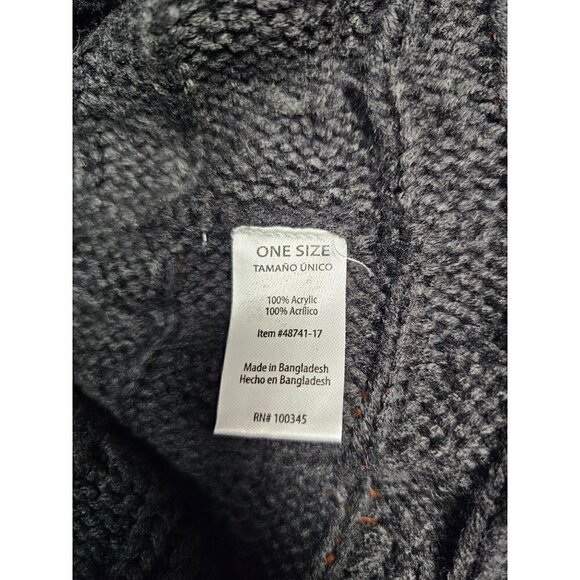 ONE SIZE
TAMAÑO ÚNICO
100% Acrylic
100% Acrílico
Item #48741-17
Made in Bangladesh
Hecho en Bangladesh
RN# 100345